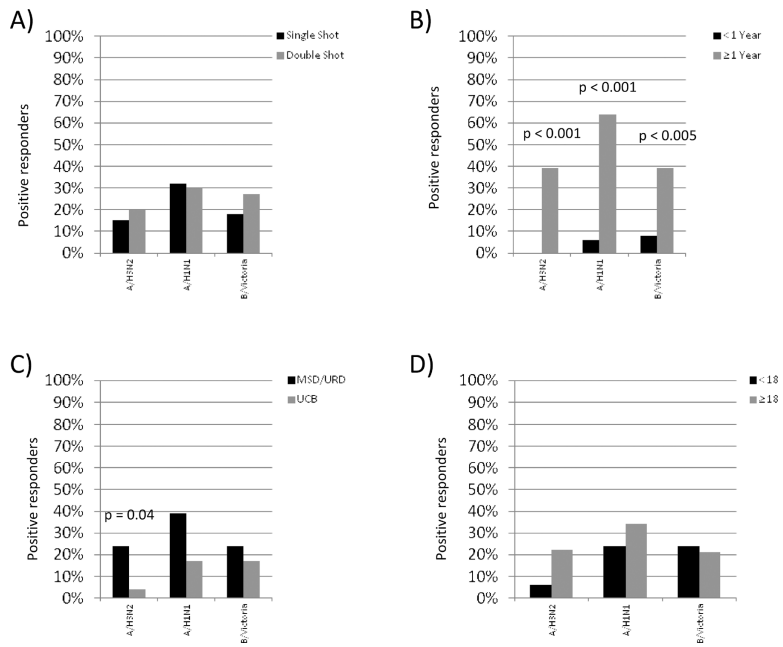 A)
Single Shot
Double Shot
100%
90%
80%
70%
60%
50%
40%
30%
20%
10%
0%
Positive responders
A/H3N2
A/H1N1
B/Victoria
B)
<1 Year
≥1 Year
100%
90%
80%
70%
60%
50%
40%
30%
20%
10%
0%
Positive responders
p < 0.001
p < 0.001
p < 0.005
A/H3N2
A/H1N1
B/Victoria
C)
MSD/URD
UCB
100%
90%
80%
70%
60%
50%
40%
30%
20%
10%
0%
Positive responders
p = 0.04
A/H3N2
A/H1N1
B/Victoria
D)
<18
≥18
100%
90%
80%
70%
60%
50%
40%
30%
20%
10%
0%
Positive responders
A/H3N2
A/H1N1
B/Victoria